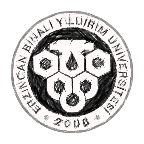 ERZİNCAN BİNALİ YILDIRIM ÜNİVERSİTESİ
2006